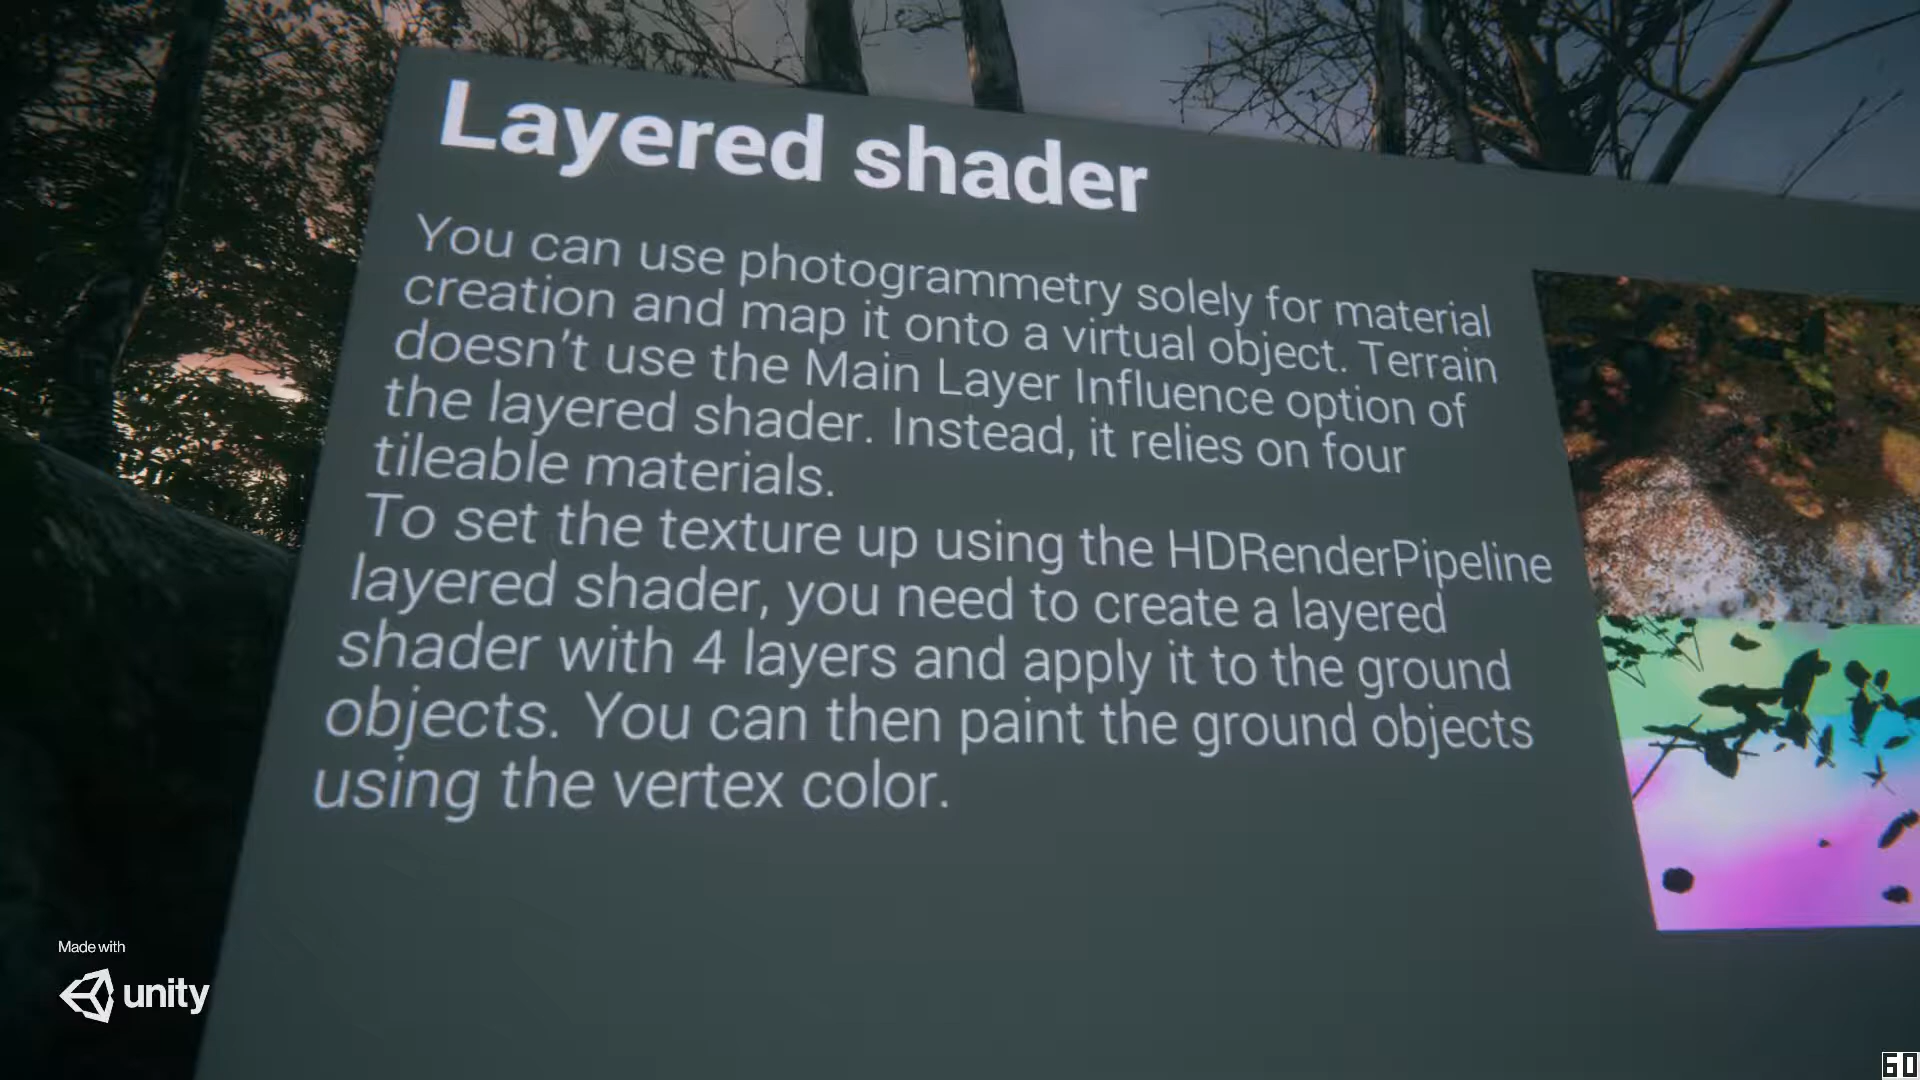 Layered shader
You can use photogrammetry solely for material
creation and map it onto a virtual object. Terrain
doesn't use the Main Layer Influence option of
the layered shader. Instead, it relies on four
tileable materials.
To set the texture up using the HDRenderPipeline
layered shader, you need to create a layered
shader with 4 layers and apply it to the ground
objects. You can then paint the ground objects
using the vertex color.
Made with
unity
60